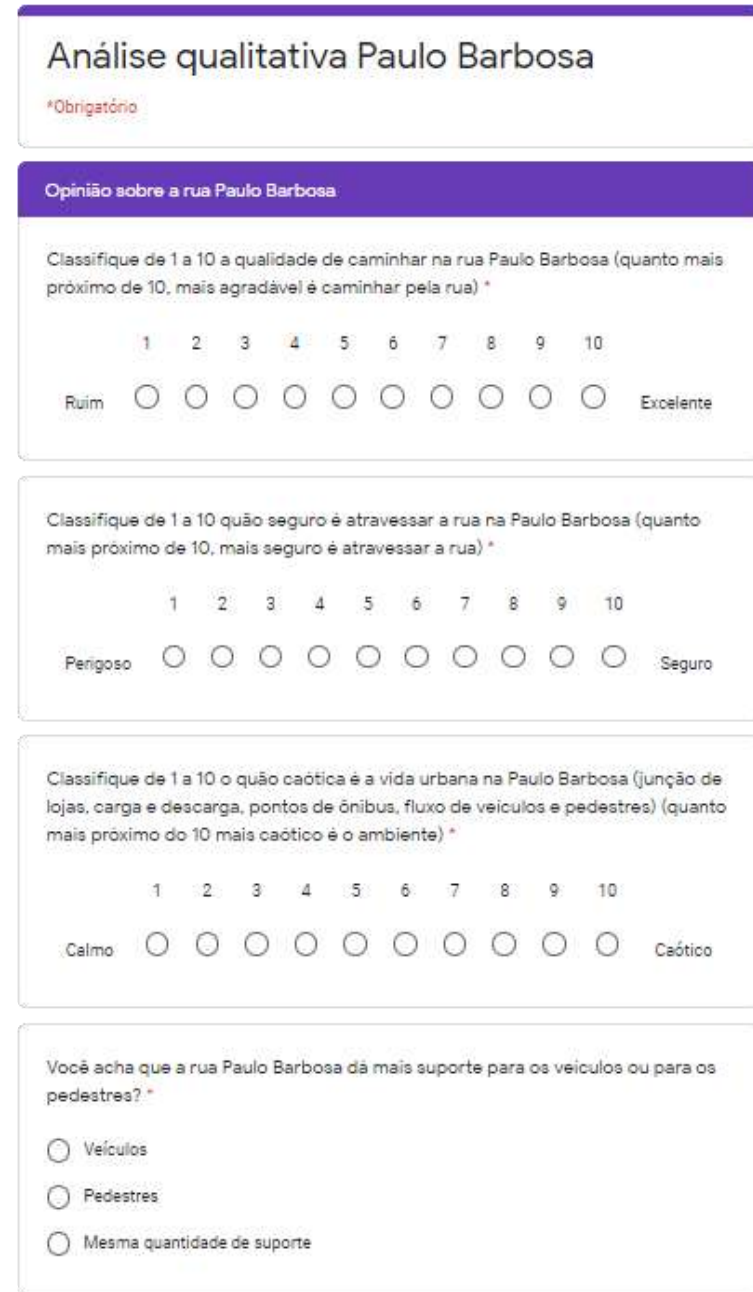 Análise qualitativa Paulo Barbosa
*Obrigatório
Opinião sobre a rua Paulo Barbosa
Classifique de 1 a 10 a qualidade de caminhar na rua Paulo Barbosa (quanto mais
próximo de 10, mais agradável é caminhar pela rua) *
1 2 3 4 5 6 7 8 9 10
Ruim Excelente
Classifique de 1 a 10 quão seguro é atravessar a rua na Paulo Barbosa (quanto
mais próximo de 10, mais seguro é atravessar a rua) *
1 2 3 4 5 6 7 8 9 10
Perigoso Seguro
Classifique de 1 a 10 o quão caótica é a vida urbana na Paulo Barbosa (junção de
lojas, carga e descarga, pontos de ônibus, fluxo de veículos e pedestres) (quanto
mais próximo do 10 mais caótico é o ambiente) *
1 2 3 4 5 6 7 8 9 10
Calmo Caótico
Você acha que a rua Paulo Barbosa dá mais suporte para os veículos ou para os
pedestres? *
Veículos
Pedestres
Mesma quantidade de suporte